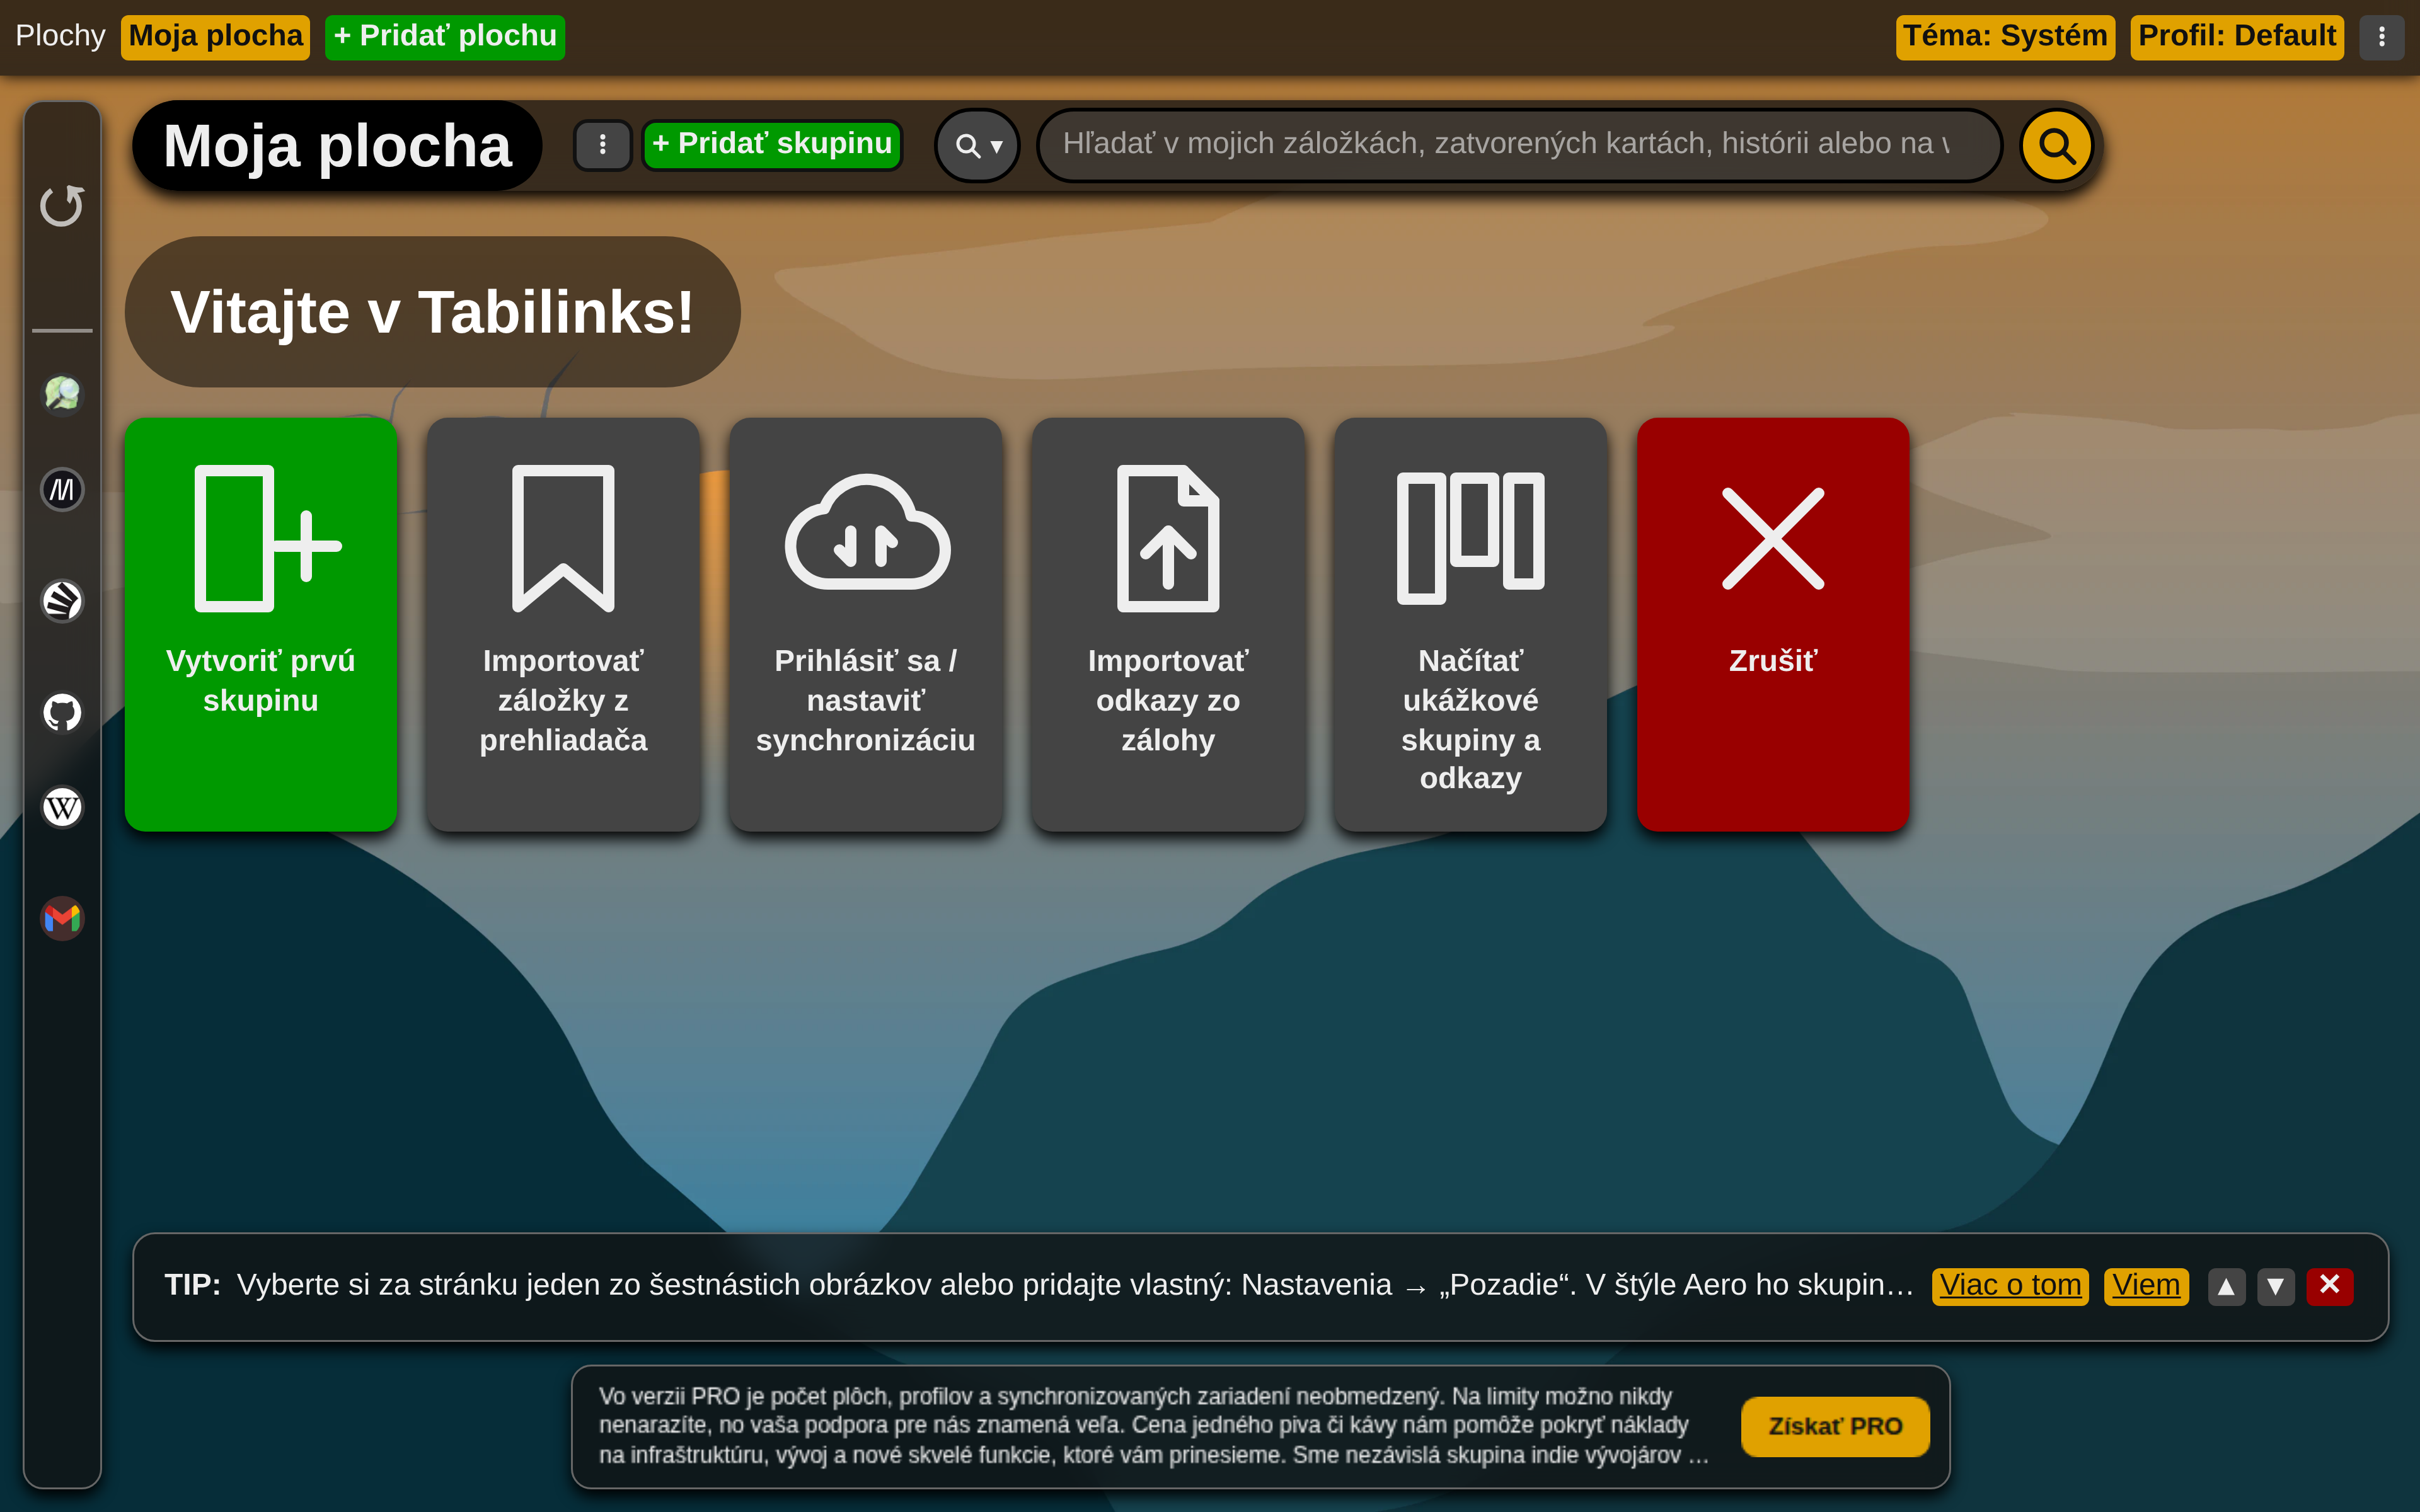 Plochy Moja plocha + Pridať plochu Téma: Systém Profil: Default
Moja plocha + Pridať skupinu Hľadať v mojich záložkách, zatvorených kartách, histórii alebo na
Vitajte v Tabilinks!
Vytvoriť prvú
skupinu
Importovať
záložky z
prehliadača
Prihlásiť sa /
nastaviť
synchronizáciu
Importovať
odkazy zo
zálohy
Načítať
ukážkové
skupiny a
odkazy
Zrušiť
TIP: Vyberte si za stránku jeden zo šestnástich obrázkov alebo pridajte vlastný: Nastavenia → „Pozadie“. V štýle Aero ho skupin… Viac o tom Viem
Vo verzii PRO je počet plôch, profilov a synchronizovaných zariadení neobmedzený. Na limity možno nikdy
nenarazíte, no vaša podpora pre nás znamená veľa. Cena jedného piva či kávy nám pomôže pokryť náklady
na infraštruktúru, vývoj a nové skvelé funkcie, ktoré vám prinesieme. Sme nezávislá skupina indie vývojárov …
Získať PRO